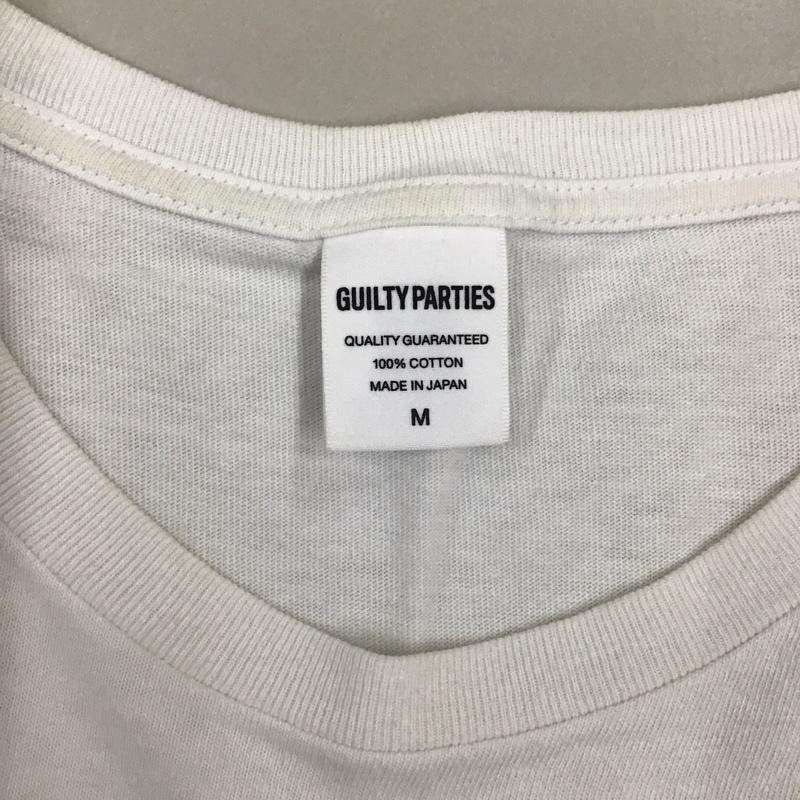 GUILTY PARTIES
QUALITY GUARANTEED
100% COTTON
MADE IN JAPAN
M